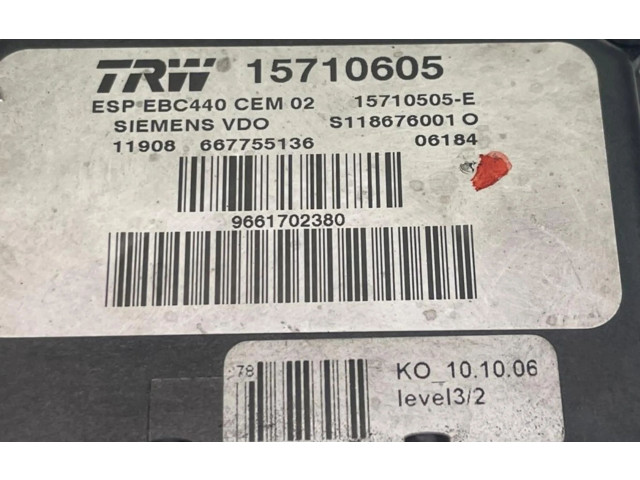 TRW 15710605
ESP EBC440 CEM 02 15710505-E
SIEMENS VDO S118676001 O
11908 667755136 06184
9661702380
78 KO_10.10.06
level3/2